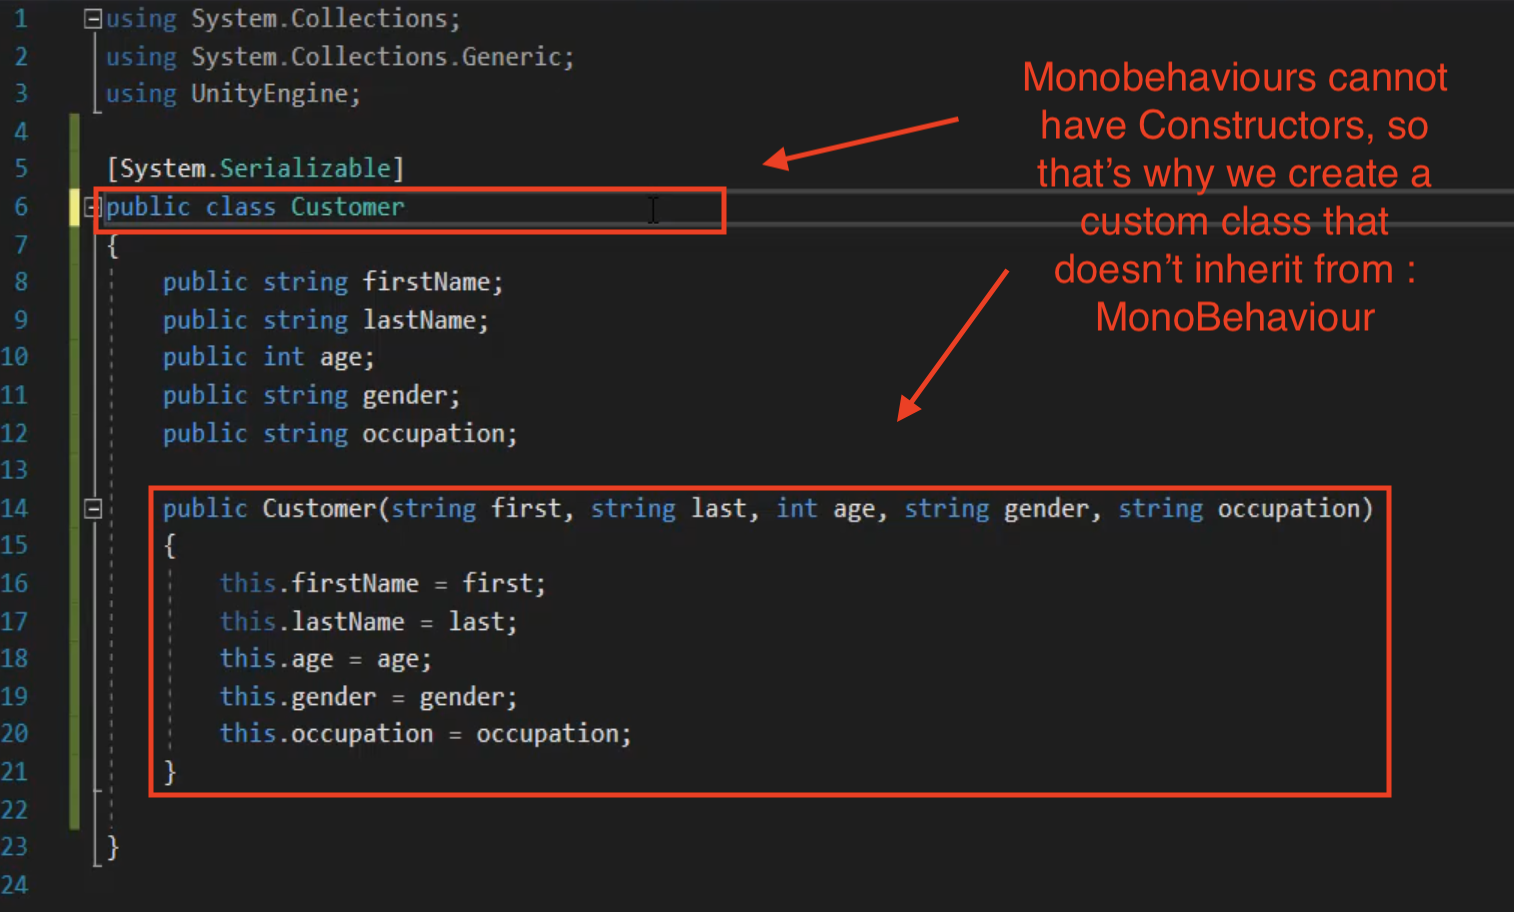 1 using System.Collections;
2 using System.Collections.Generic;
3 using UnityEngine;
4
5 [System.Serializable]
6 public class Customer
7 {
8 public string firstName;
9 public string lastName;
10 public int age;
11 public string gender;
12 public string occupation;
13
14 public Customer(string first, string last, int age, string gender, string occupation)
15 {
16 this.firstName = first;
17 this.lastName = last;
18 this.age = age;
19 this.gender = gender;
20 this.occupation = occupation;
21 }
22
23 }
24
Monobehaviours cannot
have Constructors, so
that’s why we create a
custom class that
doesn’t inherit from :
MonoBehaviour